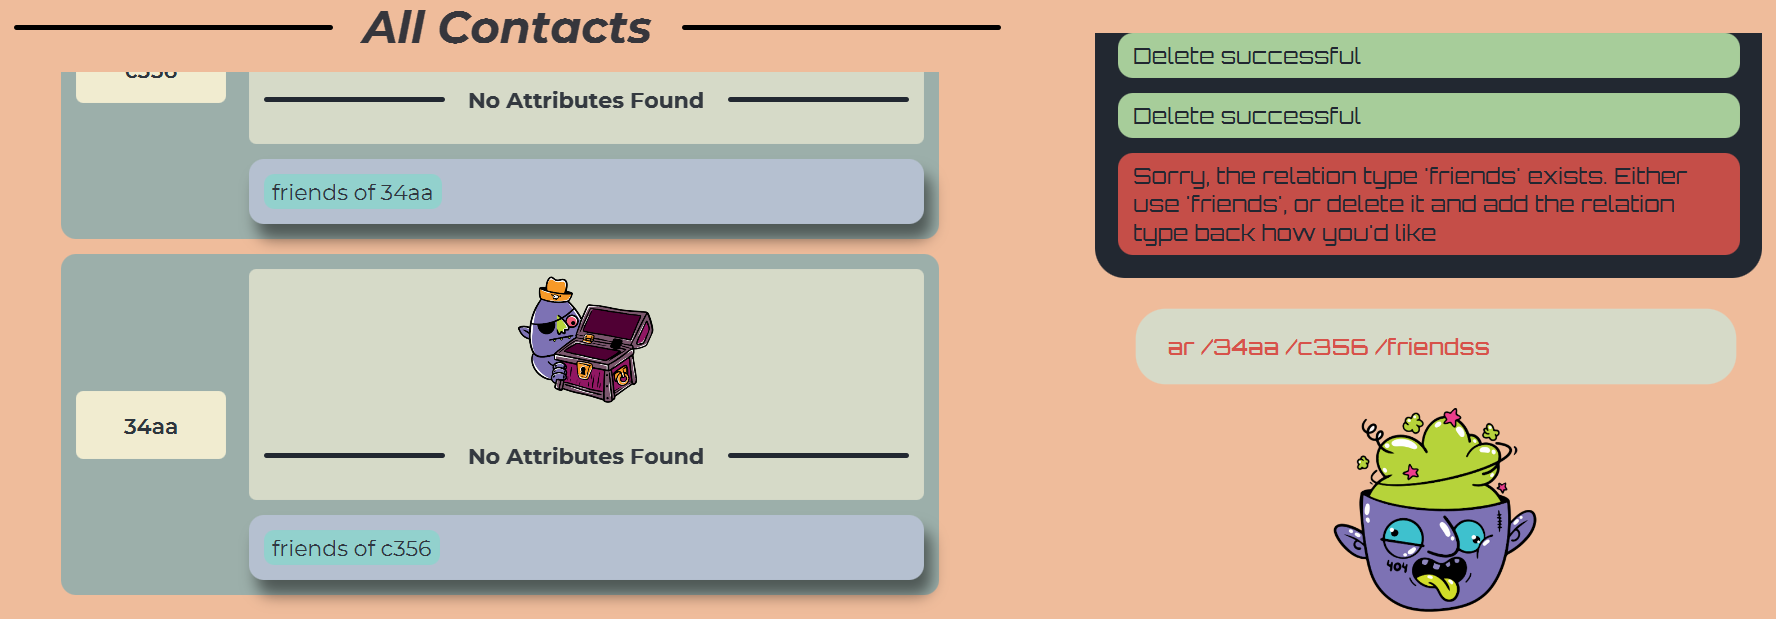 All Contacts
c356
No Attributes Found
friends of 34aa
34aa
No Attributes Found
friends of c356
Delete successful
Delete successful
Sorry, the relation type 'friends' exists. Either
use 'friends', or delete it and add the relation
type back how you'd like
ar /34aa /c356 /friendss
404